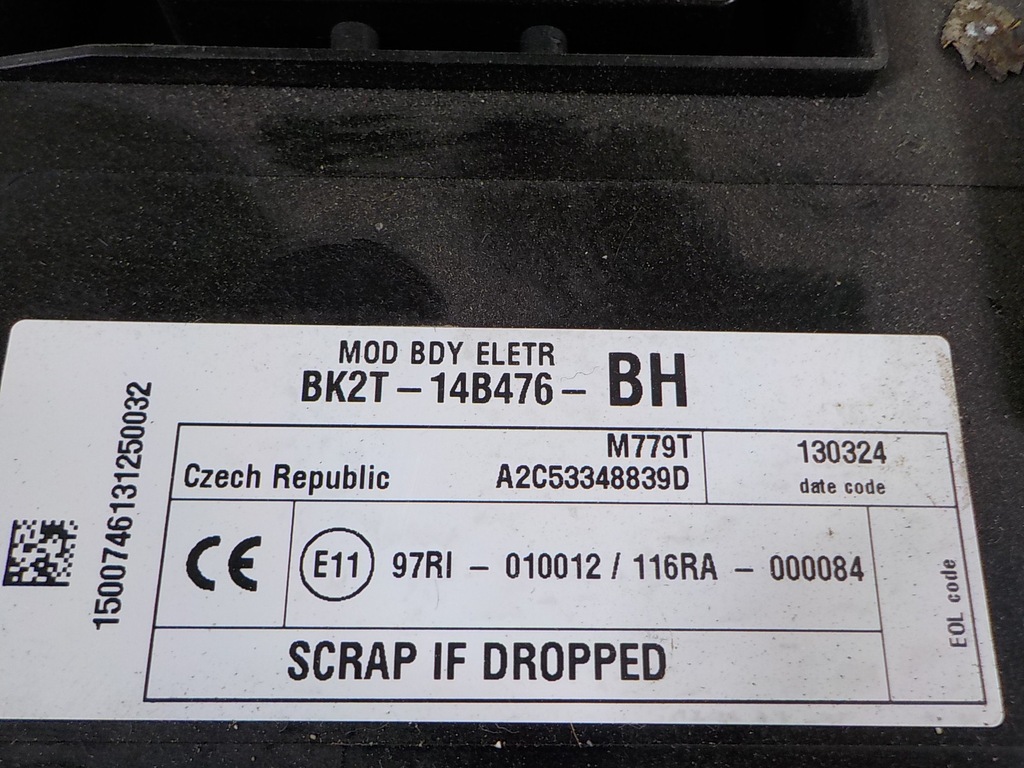 MOD BDY ELETR
BK2T - 14B476 - BH
150074613131250032
M779T
Czech Republic A2C53348839D
130324
date code
CE
E11 97RI - 010012 / 116RA - 000084
EOL code
SCRAP IF DROPPED